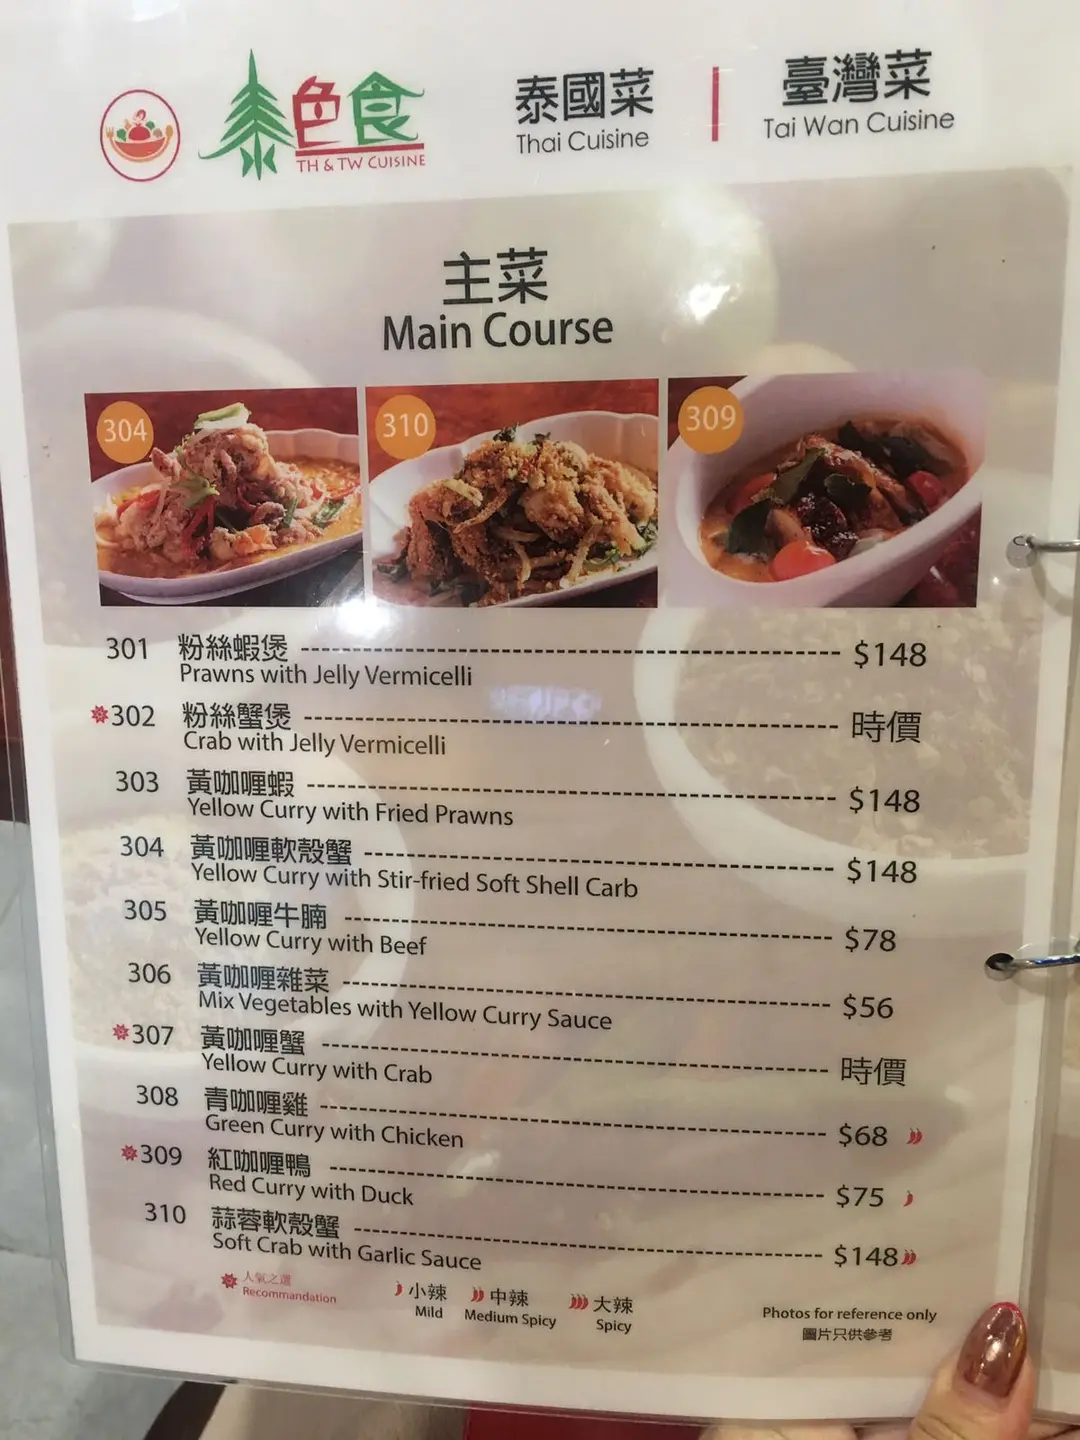 泰色食
TH & TW CUISINE
泰國菜
Thai Cuisine
臺灣菜
Tai Wan Cuisine
主菜
Main Course
304
310
309
301 粉絲蝦煲 $148
Prawns with Jelly Vermicelli
302 粉絲蟹煲 時價
Crab with Jelly Vermicelli
303 黃咖喱蝦 $148
Yellow Curry with Fried Prawns
304 黃咖喱軟殼蟹 $148
Yellow Curry with Stir-fried Soft Shell Carb
305 黃咖喱牛腩 $78
Yellow Curry with Beef
306 黃咖喱雜菜 $56
Mix Vegetables with Yellow Curry Sauce
307 黃咖喱蟹 時價
Yellow Curry with Crab
308 青咖喱雞 $68
Green Curry with Chicken
309 紅咖喱鴨 $75
Red Curry with Duck
310 蒜蓉軟殼蟹 $148
Soft Crab with Garlic Sauce
人氣之選
Recommandation
小辣
Mild
中辣
Medium Spicy
大辣
Spicy
Photos for reference only
圖片只供參考